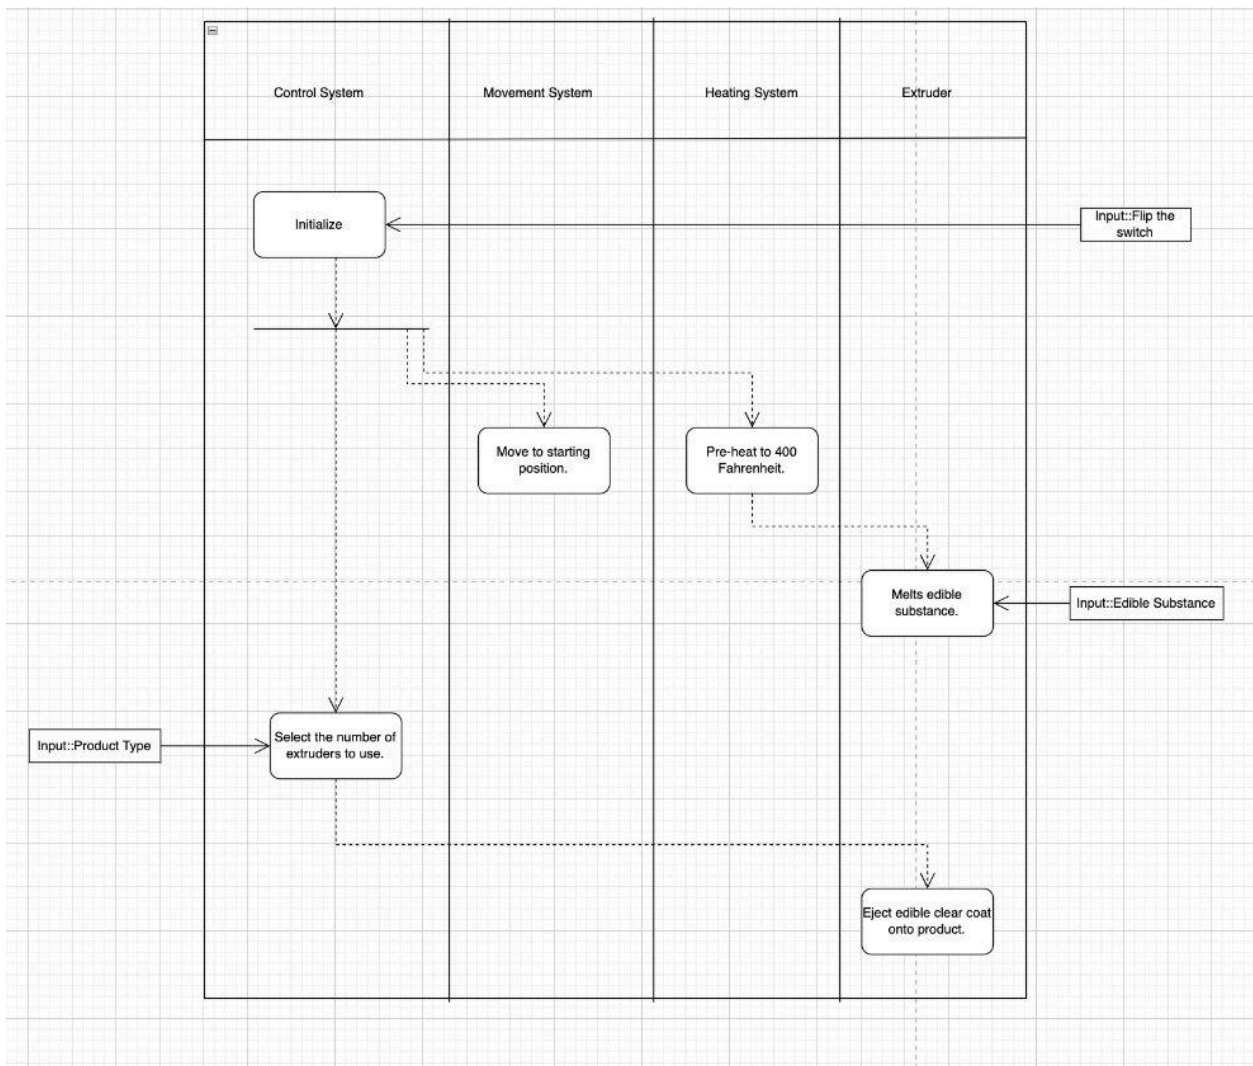 Control System
Movement System
Heating System
Extruder
Initialize
Input::Flip the
switch
Move to starting
position.
Pre-heat to 400
Fahrenheit.
Melts edible
substance.
Input::Edible Substance
Input::Product Type
Select the number of
extruders to use.
Eject edible clear coat
onto product.